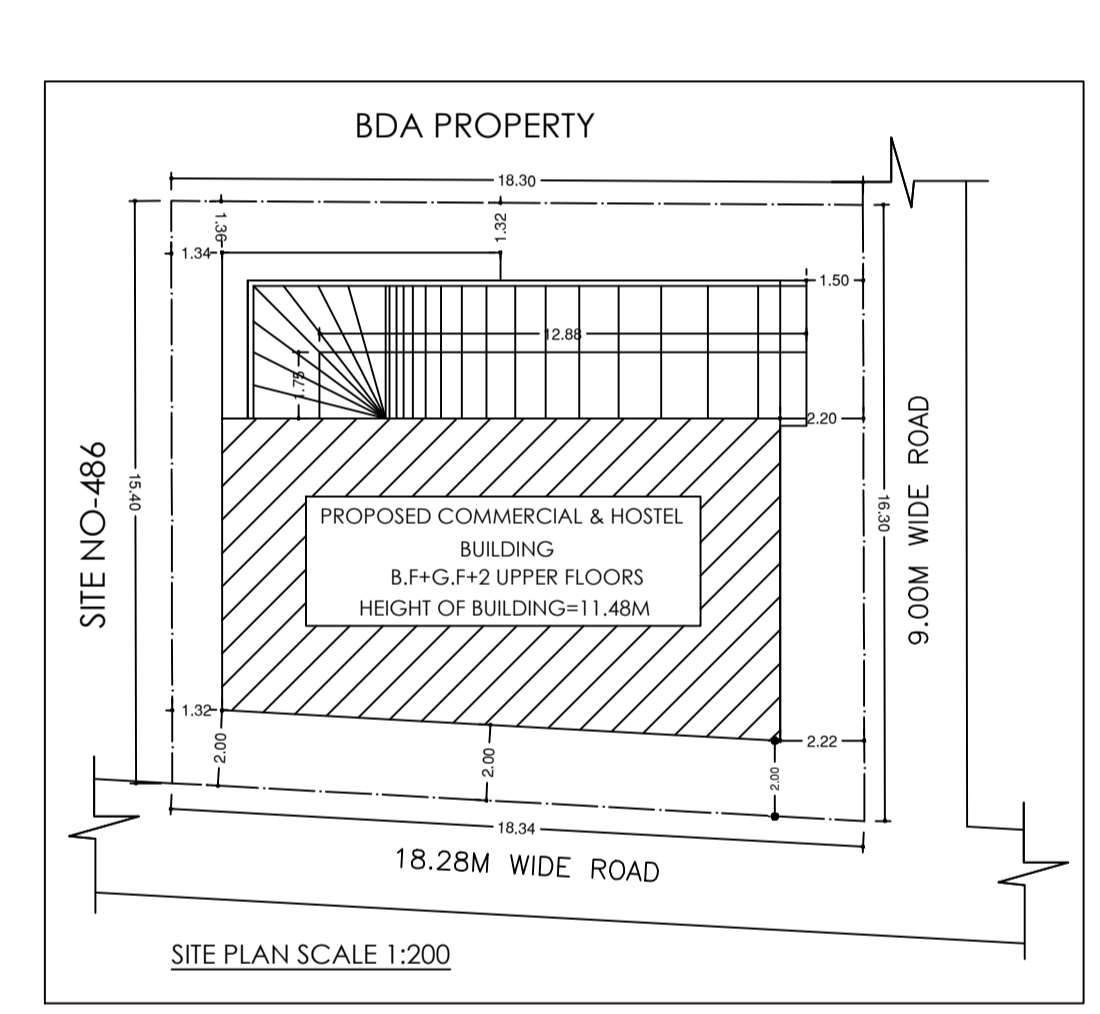 BDA PROPERTY
18.30
1.36
1.32
1.34
1.50
12.88
1.75
2.20
SITE NO-486
15.40
16.30
9.00M WIDE ROAD
PROPOSED COMMERCIAL & HOSTEL
BUILDING
B.F+G.F+2 UPPER FLOORS
HEIGHT OF BUILDING=11.48M
1.32
2.00
2.00
2.00
2.22
18.34
18.28M WIDE ROAD
SITE PLAN SCALE 1:200